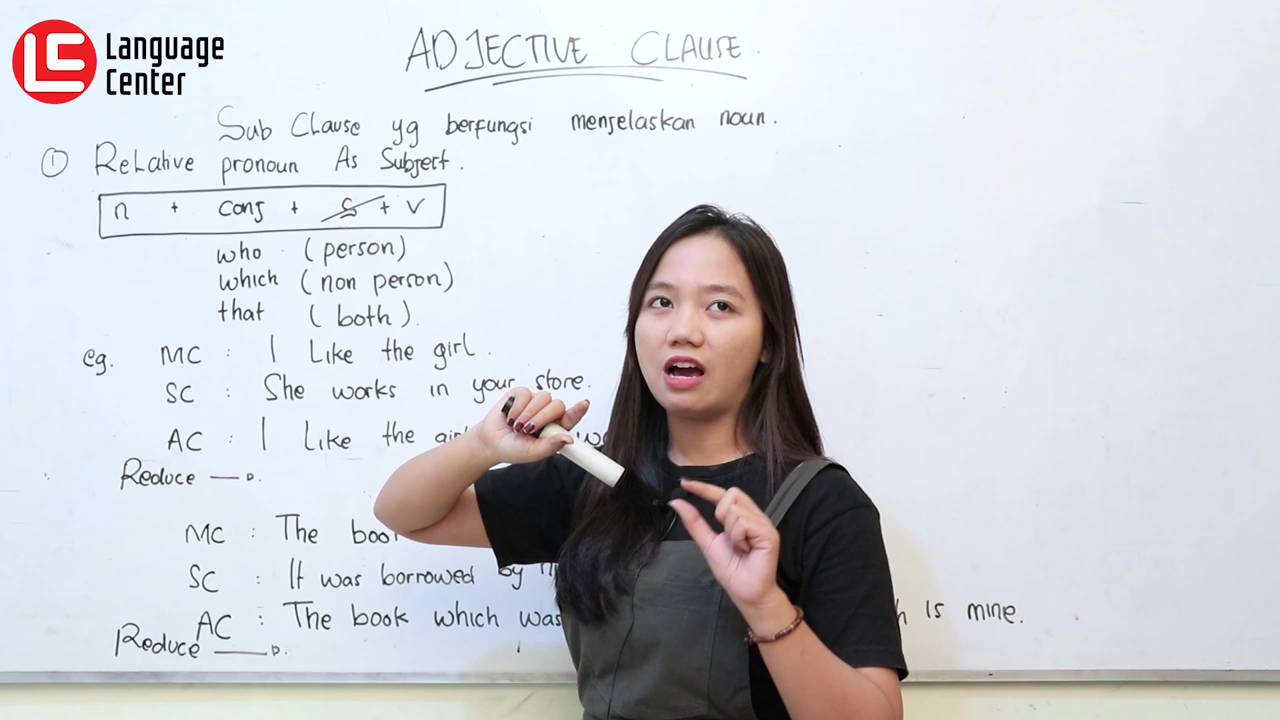 LC Language
Center
ADJECTIVE CLAUSE.
Sub Clause yg berfungsi menjelaskan noun.
① Relative pronoun As Subject.
n + conj + S + V
who (person)
which (non person)
that (both).
eg. MC : I Like the girl.
SC : She works in your store.
AC : I Like the
Reduce →
MC : The
SC : It was borrowed by
AC : The book which was is mine.
Reduce →